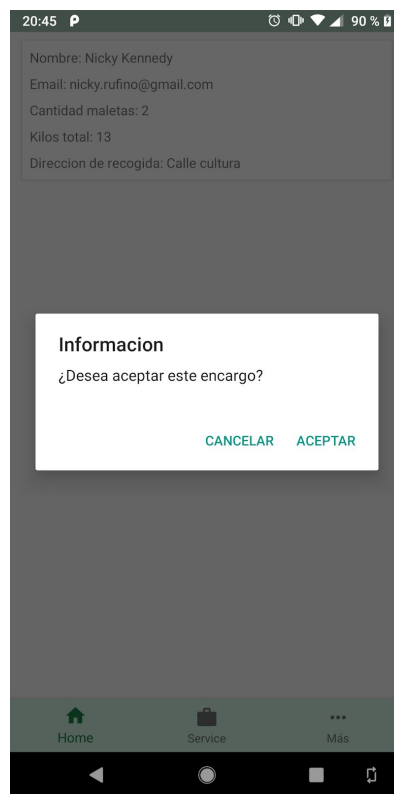 20:45 90 %
Nombre: Nicky Kennedy
Email: nicky.rufino@gmail.com
Cantidad maletas: 2
Kilos total: 13
Direccion de recogida: Calle cultura
Informacion
¿Desea aceptar este encargo?
CANCELAR ACEPTAR
Home Service Más